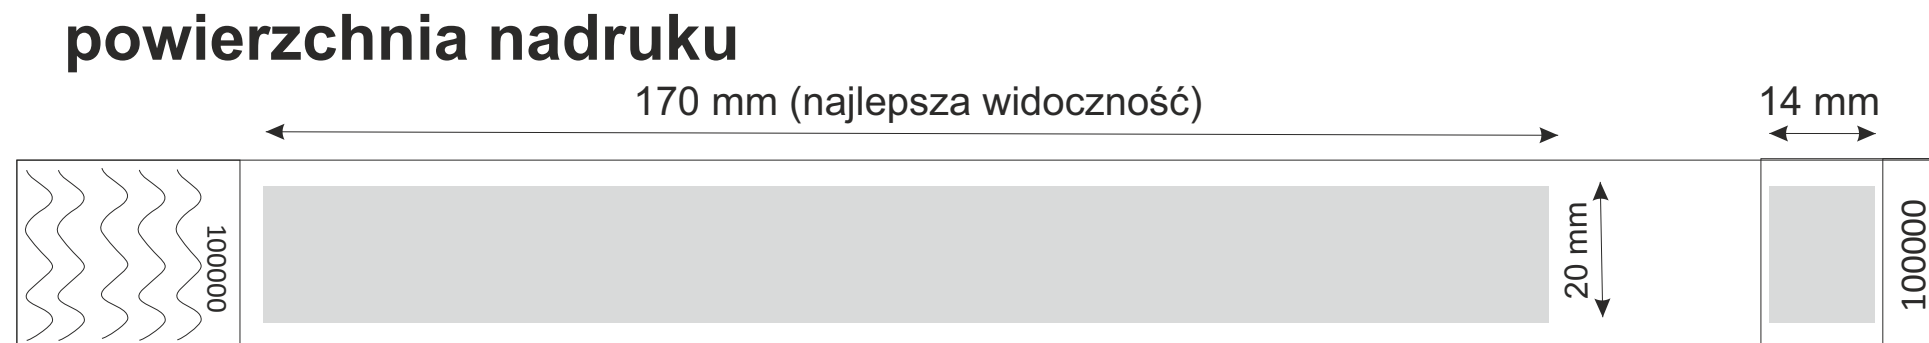 powierzchnia nadruku
170 mm (najlepsza widoczność)
14 mm
100000
20 mm
100000